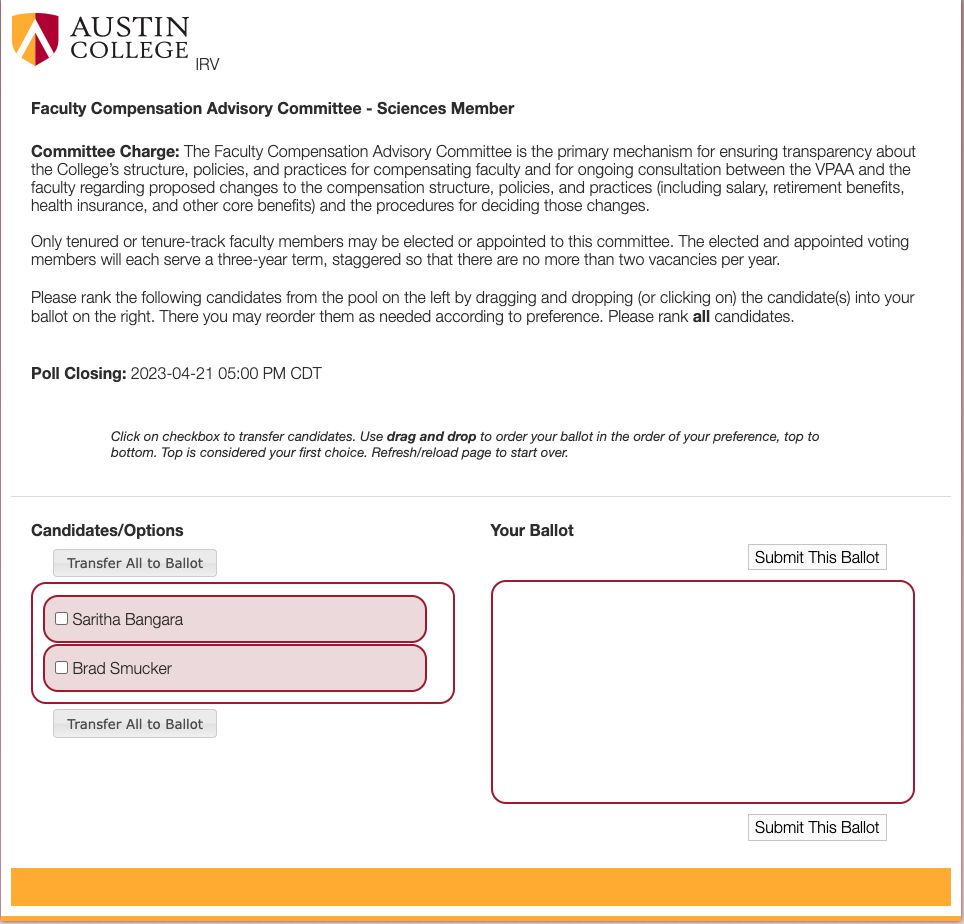 AUSTIN
COLLEGE
IRV
Faculty Compensation Advisory Committee - Sciences Member
Committee Charge: The Faculty Compensation Advisory Committee is the primary mechanism for ensuring transparency about
the College's structure, policies, and practices for compensating faculty and for ongoing consultation between the VPAA and the
faculty regarding proposed changes to the compensation structure, policies, and practices (including salary, retirement benefits,
health insurance, and other core benefits) and the procedures for deciding those changes.
Only tenured or tenure-track faculty members may be elected or appointed to this committee. The elected and appointed voting
members will each serve a three-year term, staggered so that there are no more than two vacancies per year.
Please rank the following candidates from the pool on the left by dragging and dropping (or clicking on) the candidate(s) into your
ballot on the right. There you may reorder them as needed according to preference. Please rank all candidates.
Poll Closing: 2023-04-21 05:00 PM CDT
Click on checkbox to transfer candidates. Use drag and drop to order your ballot in the order of your preference, top to
bottom. Top is considered your first choice. Refresh/reload page to start over.
Candidates/Options
Transfer All to Ballot
Saritha Bangara
Brad Smucker
Transfer All to Ballot
Your Ballot
Submit This Ballot
Submit This Ballot